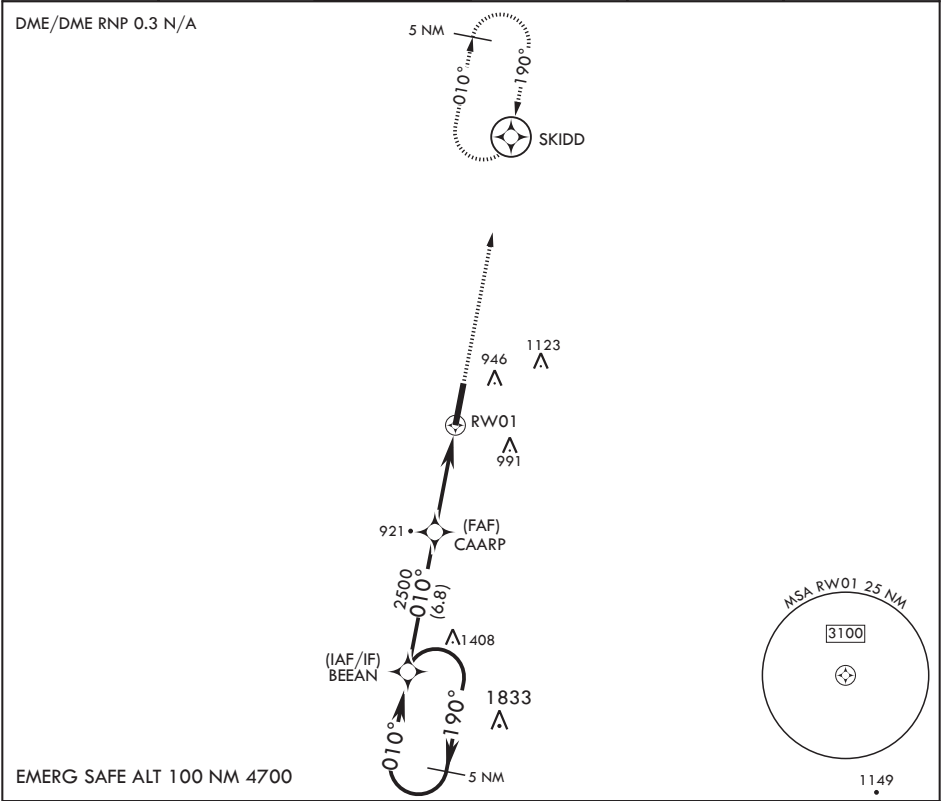 DME/DME RNP 0.3 N/A
5 NM
010°
190°
SKIDD
946
1123
RW01
991
921
(FAF)
CAARP
2500
010°
(6.8)
1408
(IAF/IF)
BEEAN
010°
190°
1833
5 NM
MSA RW01 25 NM
3100
1149
EMERG SAFE ALT 100 NM 4700